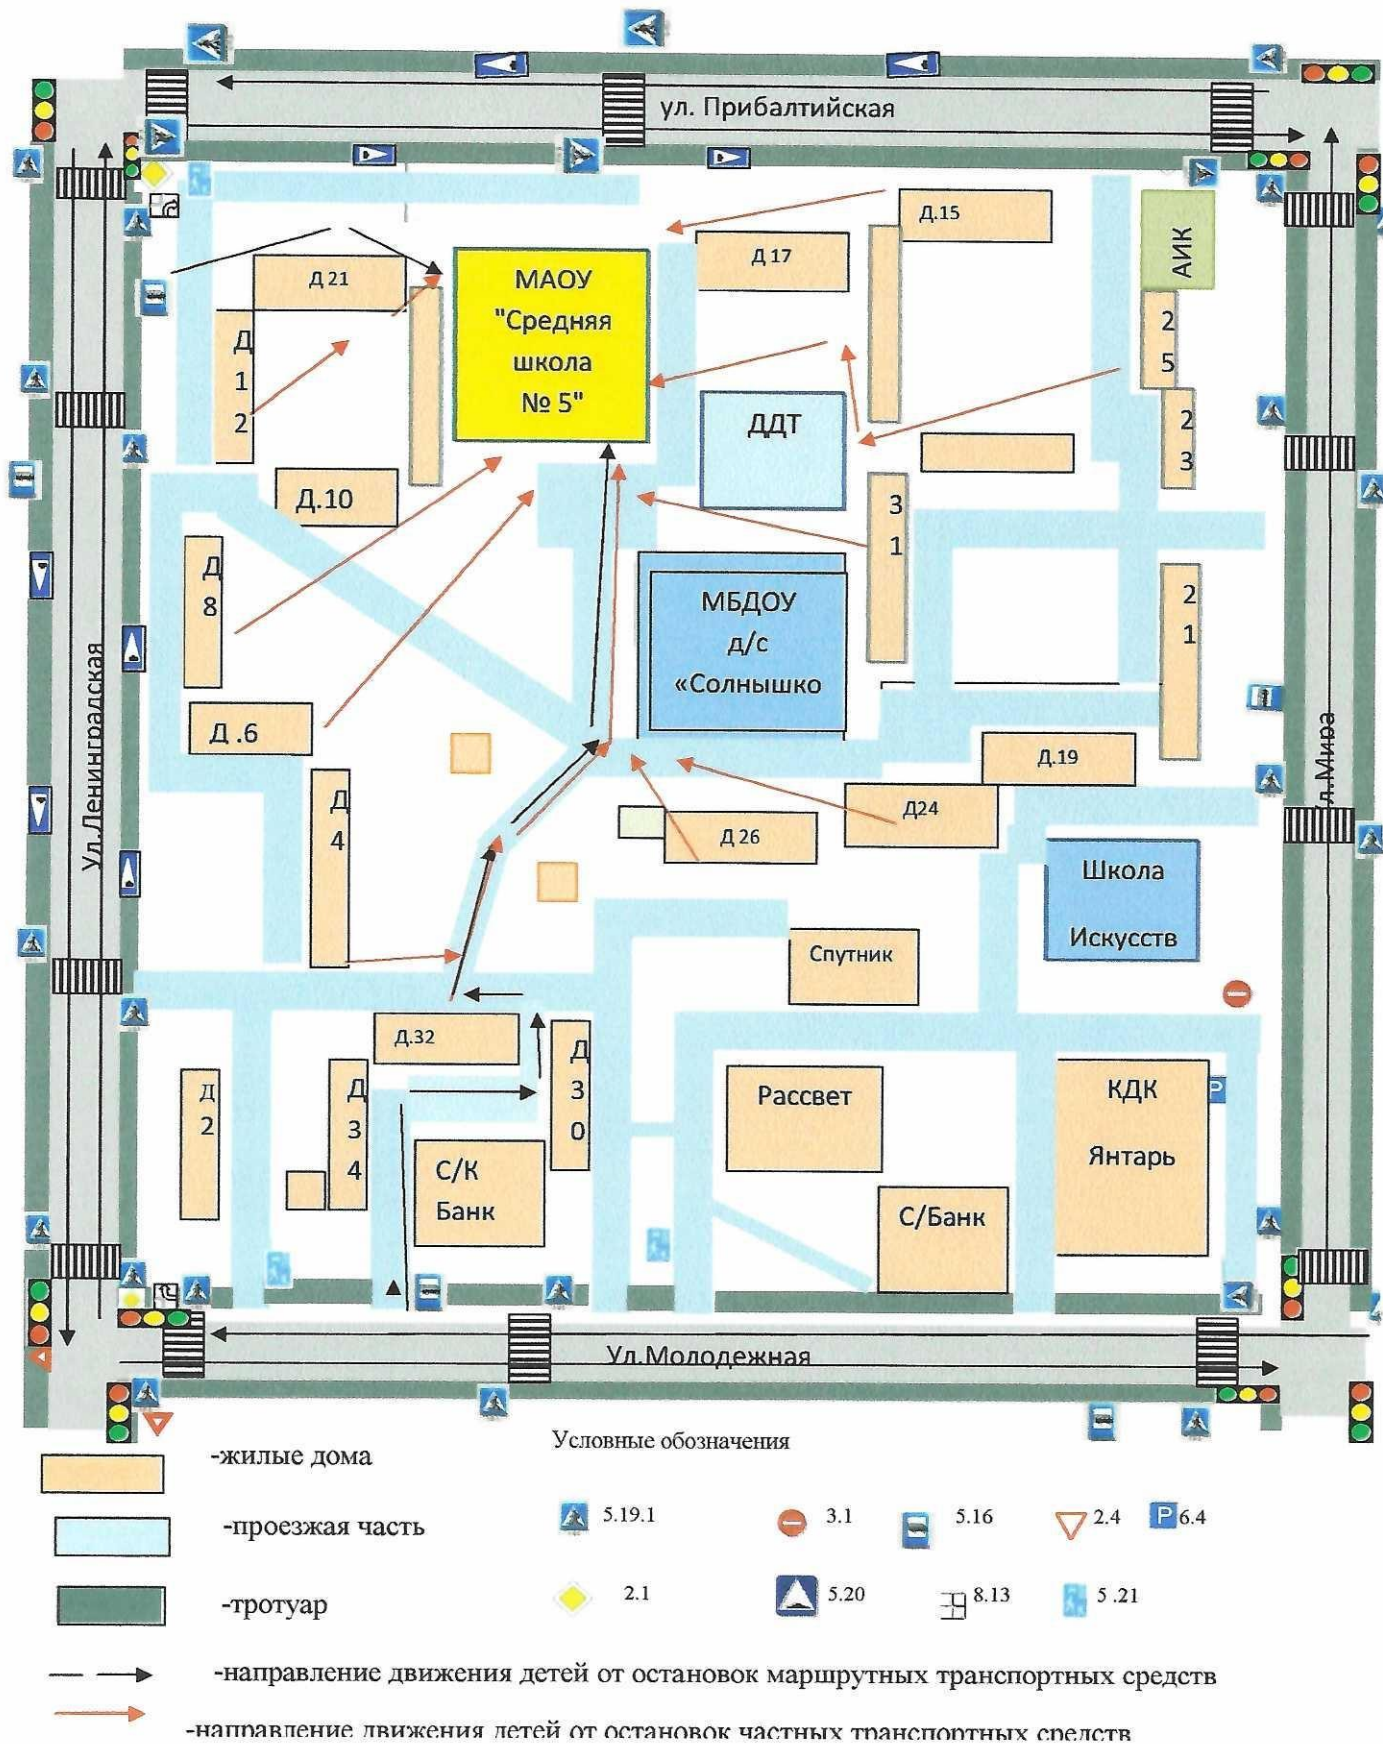 ул. Прибалтийская
Д.15
Д 17
АИК
Д 21
МАОУ
"Средняя
школа
№ 5"
Д
1
2
2
5
ДДТ
2
3
Д.10
3
1
Д
8
МБДОУ
д/с
«Солнышко
2
1
Ул.Ленинградская
Д .6
Д.19
ул.Мира
Д
4
Д24
Д 26
Школа
Искусств
Спутник
Д.32
Д
3
0
Д
2
Д
3
4
Рассвет
КДК
Янтарь
P
С/К
Банк
С/Банк
Ул.Молодежная
Условные обозначения
-жилые дома
-проезжая часть
-тротуар
5.19.1
3.1
5.16
2.4
P 6.4
2.1
5.20
8.13
5 .21
-направление движения детей от остановок маршрутных транспортных средств
-направление движения детей от остановок частных транспортных средств